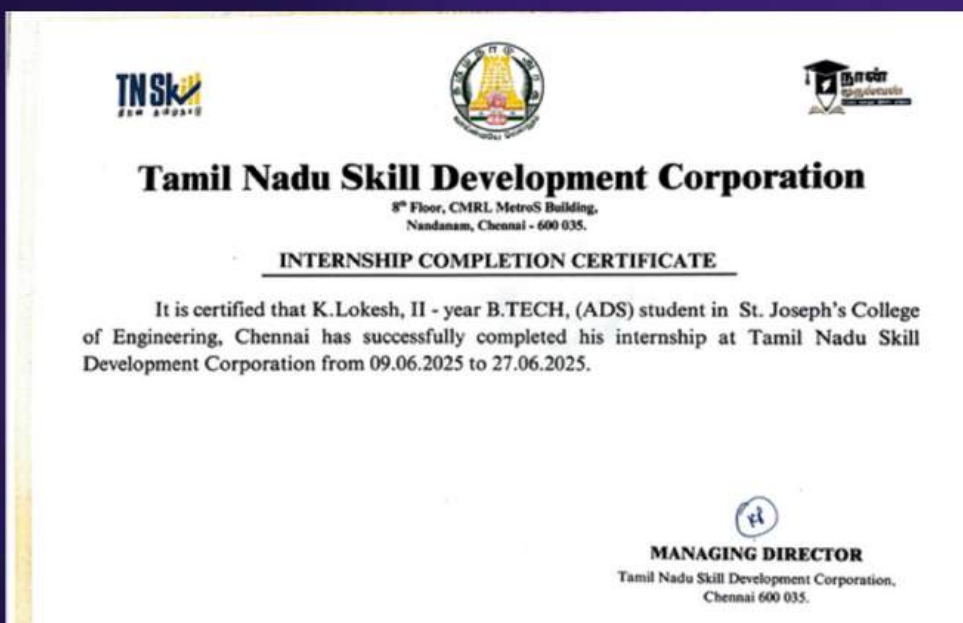 TNSkill
Tamil Nadu Skill Development Corporation
8th Floor, CMRL MetroS Building,
Nandanam, Chennai - 600 035.
INTERNSHIP COMPLETION CERTIFICATE
It is certified that K.Lokesh, II - year B.TECH, (ADS) student in St. Joseph's College
of Engineering, Chennai has successfully completed his internship at Tamil Nadu Skill
Development Corporation from 09.06.2025 to 27.06.2025.
MANAGING DIRECTOR
Tamil Nadu Skill Development Corporation,
Chennai 600 035.